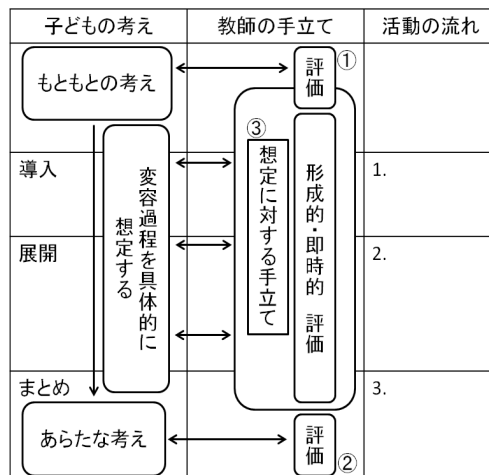 子どもの考え
教師の手立て
活動の流れ
もともとの考え
評価
①
導入
変容過程を具体的に
想定する
③
想定に対する手立て
形成的・即時的 評価
1.
展開
2.
まとめ
3.
あらたな考え
評価
②